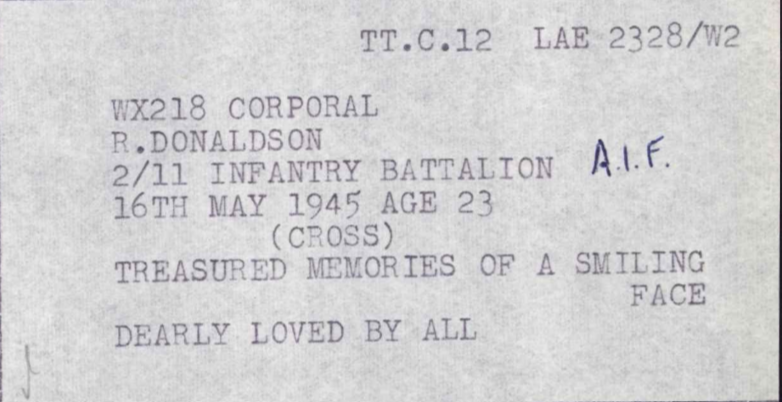 TT.C.12 LAE 2328/W2
WX218 CORPORAL
R.DONALDSON
2/11 INFANTRY BATTALION A.I.F.
16TH MAY 1945 AGE 23
(CROSS)
TREASURED MEMORIES OF A SMILING
FACE
DEARLY LOVED BY ALL